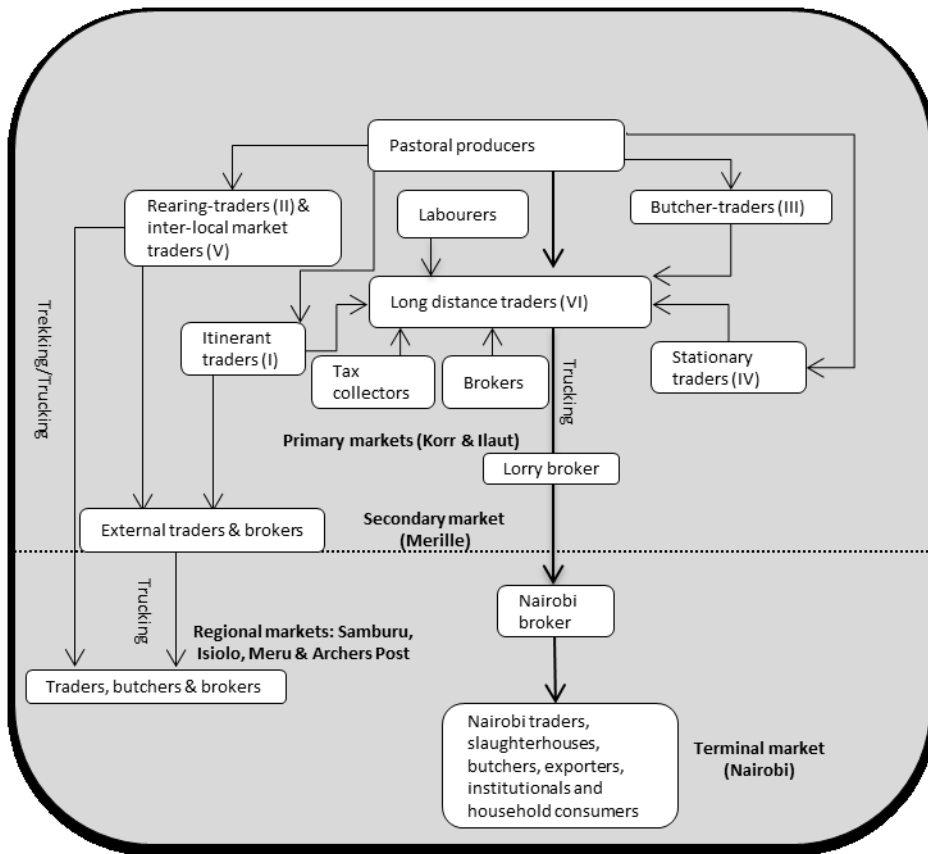 Pastoral producers
Rearing-traders (II) &
inter-local market
traders (V)
Labourers
Butcher-traders (III)
Long distance traders (VI)
Itinerant
traders (I)
Tax
collectors
Brokers
Stationary
traders (IV)
Trekking/Trucking
Trucking
Primary markets (Korr & Ilaut)
Lorry broker
Secondary market
(Merille)
External traders & brokers
Trucking
Nairobi
broker
Regional markets: Samburu,
Isiolo, Meru & Archers Post
Traders, butchers & brokers
Nairobi traders,
slaughterhouses,
butchers, exporters,
institutionals and
household consumers
Terminal market
(Nairobi)